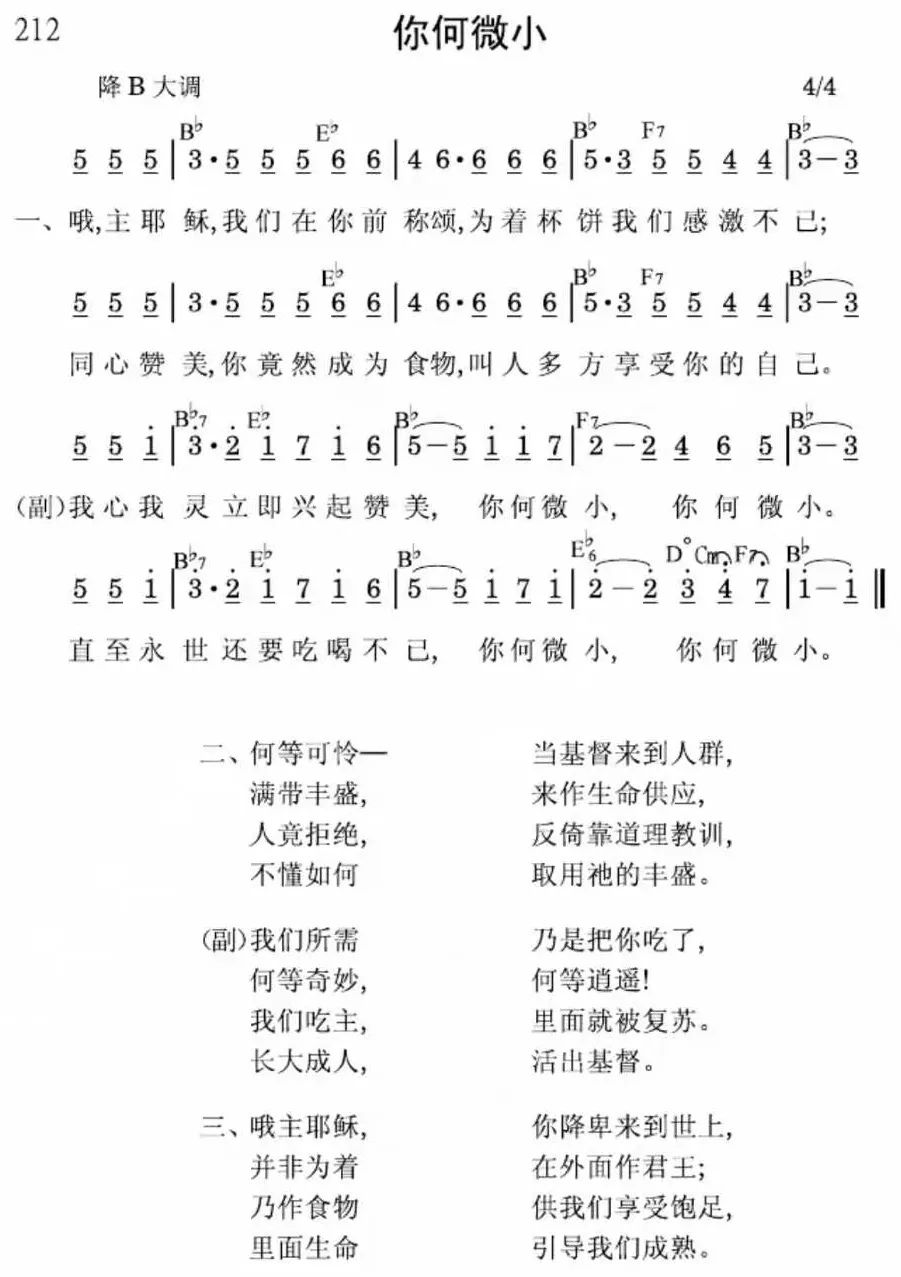 212
你何微小
降B大调 4/4
B♭ E♭ B♭ F7 B♭
5 5 5 | 3·5 5 5 6 6 | 4 6·6 6 6 | 5·3 5 5 4 4 | 3—3
一、哦,主耶稣,我们在你前称颂,为着杯饼我们感激不已;
E♭ B♭ F7 B♭
5 5 5 | 3·5 5 5 6 6 | 4 6·6 6 6 | 5·3 5 5 4 4 | 3—3
同心赞美,你竟然成为食物,叫人多方享受你的自己。
B♭7 E♭ B♭ F7 B♭
5 5 i | 3̇·2̇ i 7 i 6 | 5—5 i i 7 | 2—2 4 6 5 | 3—3
(副)我心我灵立即兴起赞美, 你何微小, 你何微小。
B♭7 E♭ B♭ E♭6 D° Cm F7 B♭
5 5 i | 3̇·2̇ i 7 i 6 | 5—5 i 7 i | 2̇—2̇ 3̇ 4̇ 7̇ | i—i ‖
直至永世还要吃喝不已, 你何微小, 你何微小。
二、何等可怜— 当基督来到人群,
满带丰盛, 来作生命供应,
人竟拒绝, 反倚靠道理教训,
不懂如何 取用祂的丰盛。
(副)我们所需 乃是把你吃了,
何等奇妙, 何等逍遥!
我们吃主, 里面就被复苏。
长大成人, 活出基督。
三、哦主耶稣, 你降卑来到世上,
并非为着 在外面作君王;
乃作食物 供我们享受饱足,
里面生命 引导我们成熟。